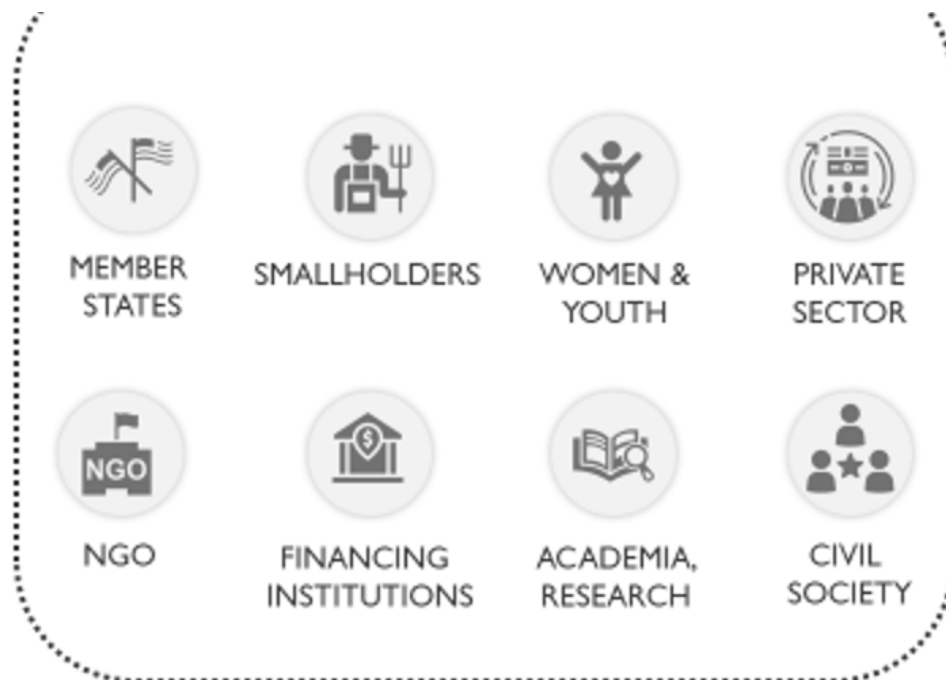 MEMBER
STATES
SMALLHOLDERS
WOMEN &
YOUTH
PRIVATE
SECTOR
NGO
NGO
FINANCING
INSTITUTIONS
$
ACADEMIA,
RESEARCH
CIVIL
SOCIETY